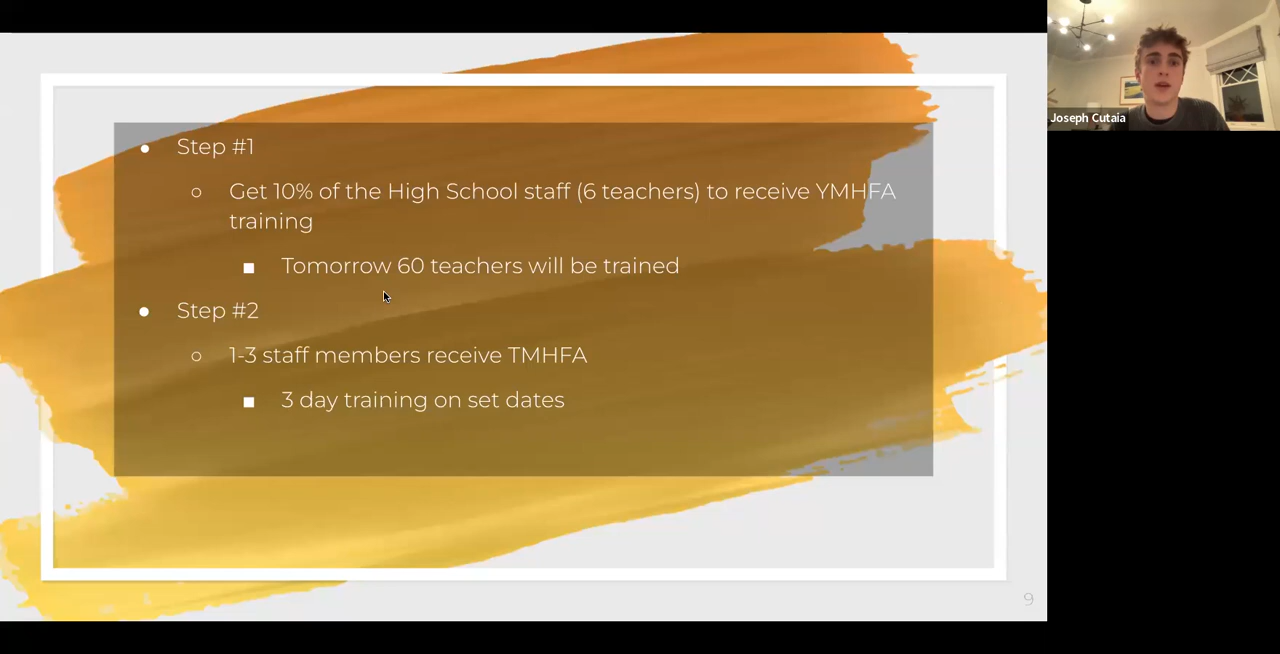 Joseph Cutaia
Step #1
Get 10% of the High School staff (6 teachers) to receive YMHFA
training
Tomorrow 60 teachers will be trained
Step #2
1-3 staff members receive TMHFA
3 day training on set dates
9